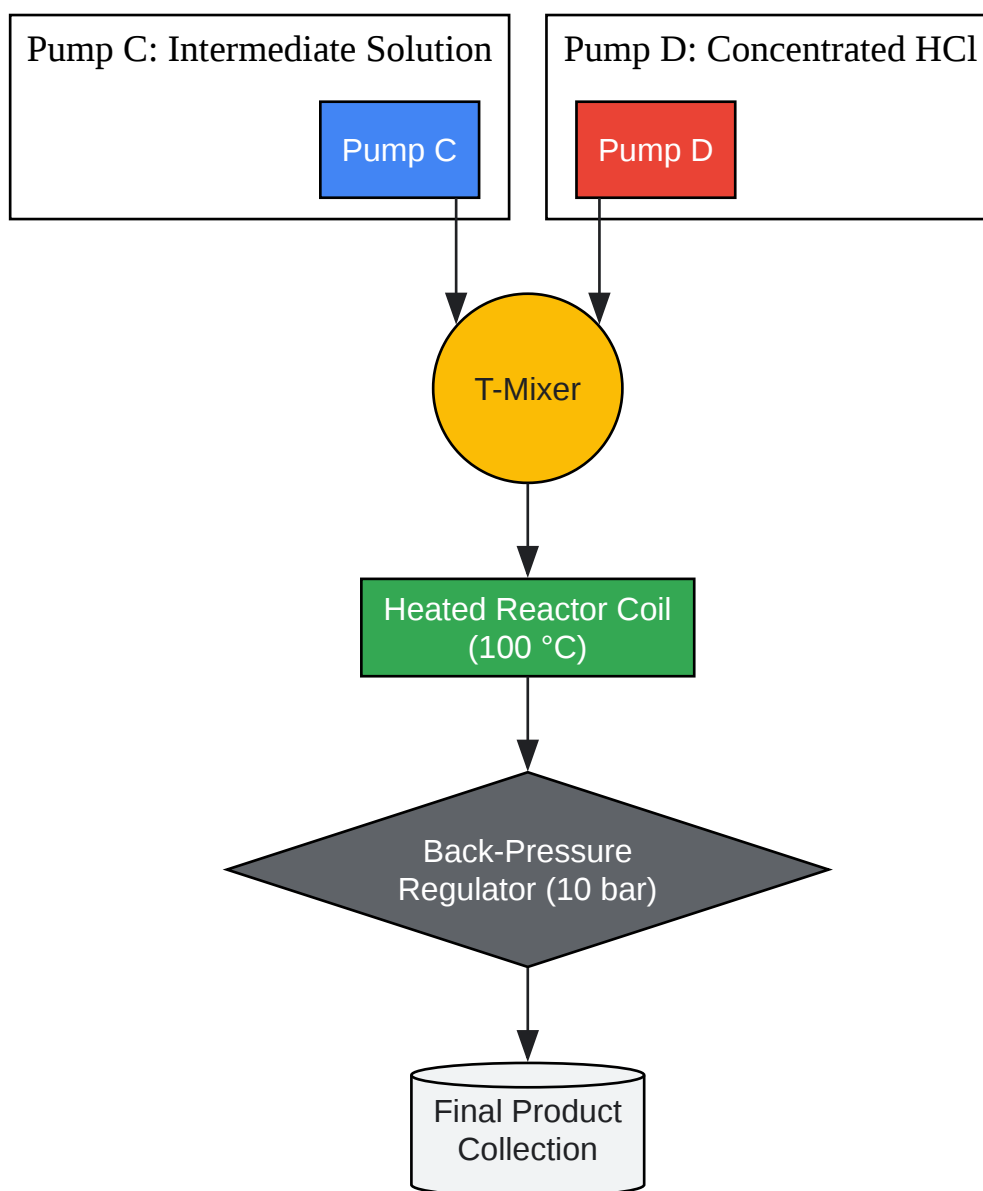 Pump C: Intermediate Solution
Pump D: Concentrated HCl
Pump C
Pump D
T-Mixer
Heated Reactor Coil
(100 °C)
Back-Pressure
Regulator (10 bar)
Final Product
Collection